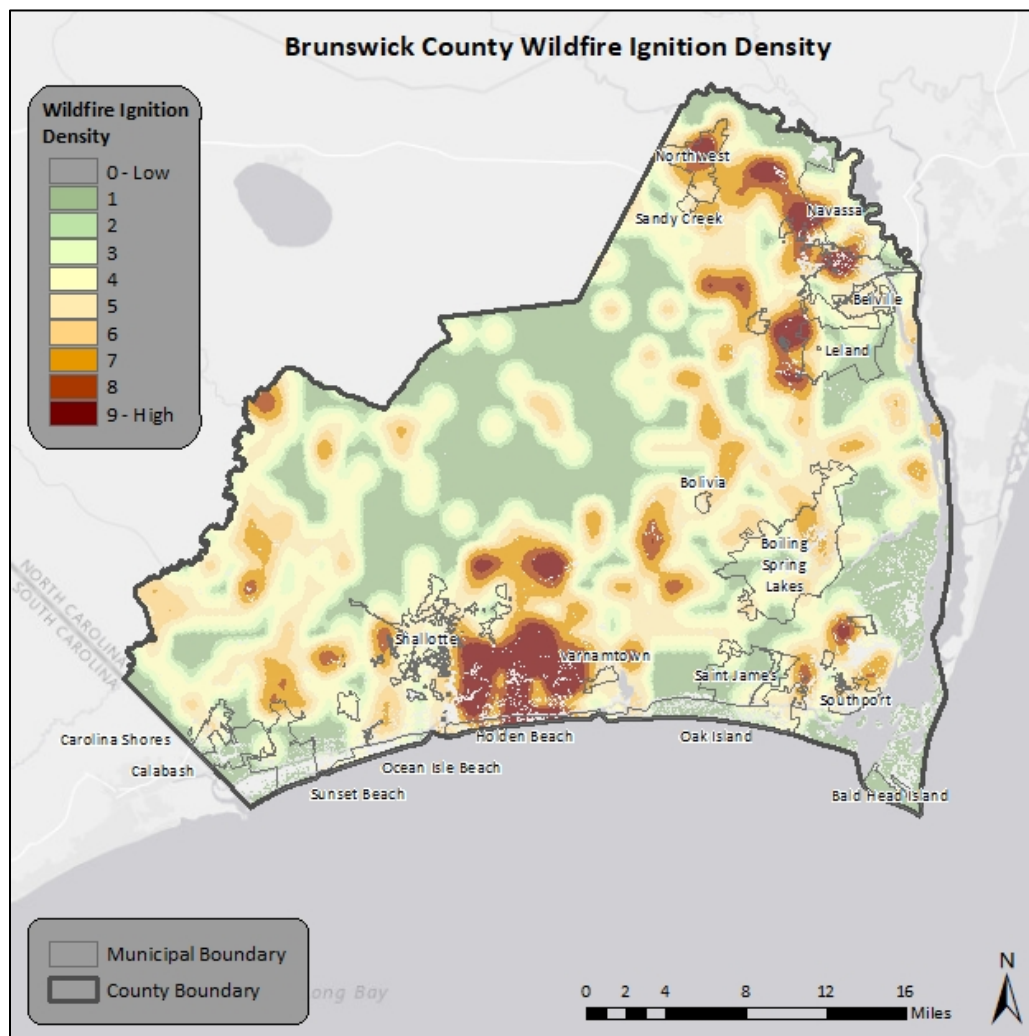 Brunswick County Wildfire Ignition Density
Wildfire Ignition
Density
0 - Low
1
2
3
4
5
6
7
8
9 - High
Northwest
Sandy Creek
Navassa
Belville
Leland
Bolivia
Boiling
Spring
Lakes
Shallotte
Varnamtown
Saint James
Southport
Carolina Shores
Calabash
Holden Beach
Oak Island
Ocean Isle Beach
Sunset Beach
Bald Head Island
NORTH CAROLINA
SOUTH CAROLINA
Municipal Boundary
County Boundary
ong Bay
0 2 4 8 12 16
Miles
N